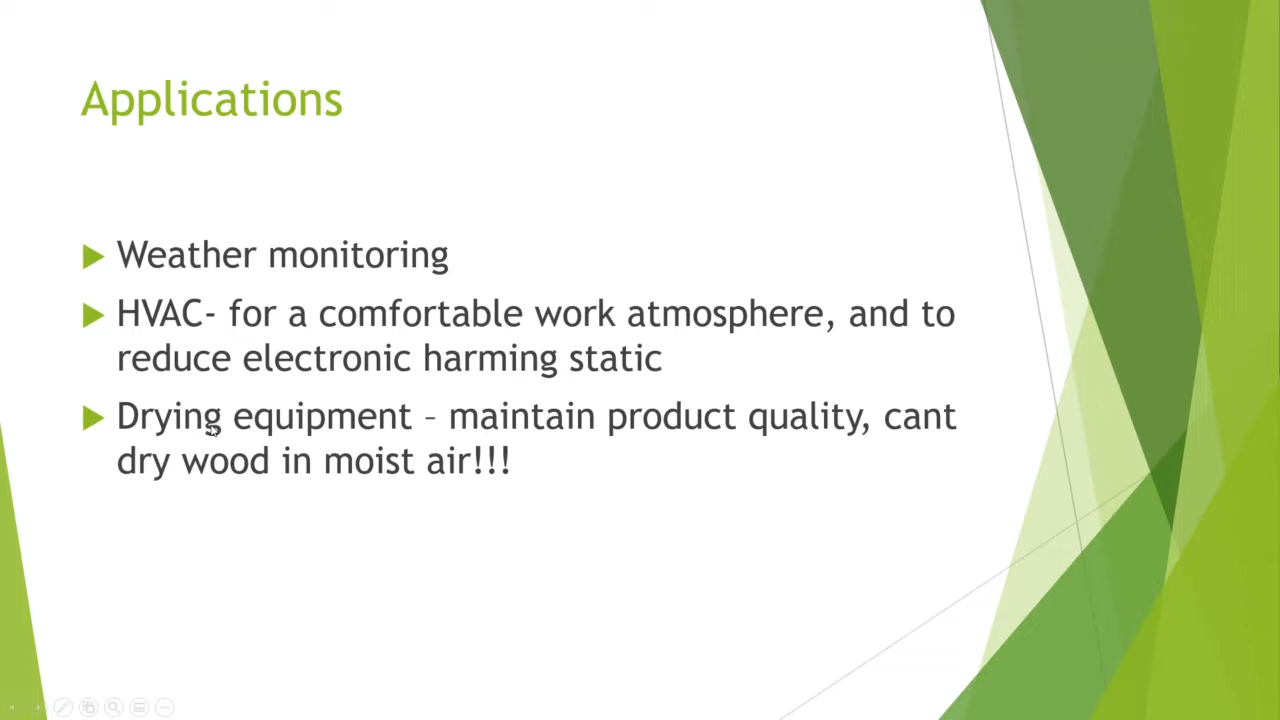 Applications
Weather monitoring
HVAC- for a comfortable work atmosphere, and to
reduce electronic harming static
Drying equipment – maintain product quality, cant
dry wood in moist air!!!